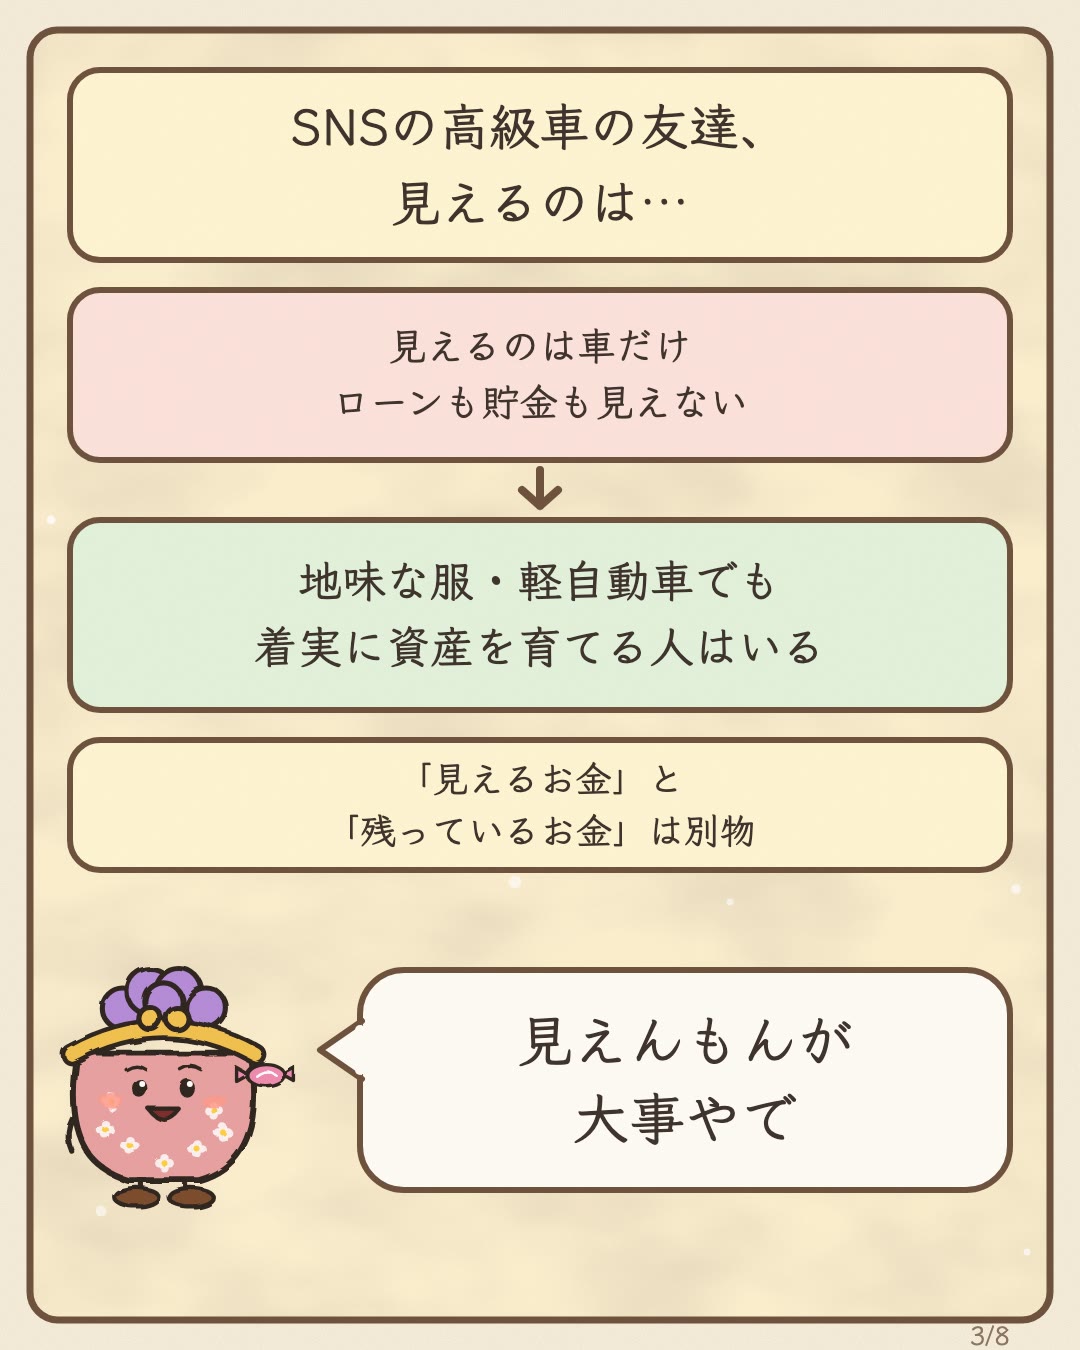 SNSの高級車の友達、
見えるのは…
見えるのは車だけ
ローンも貯金も見えない
地味な服・軽自動車でも
着実に資産を育てる人はいる
「見えるお金」と
「残っているお金」は別物
見えんもんが
大事やで
3/8